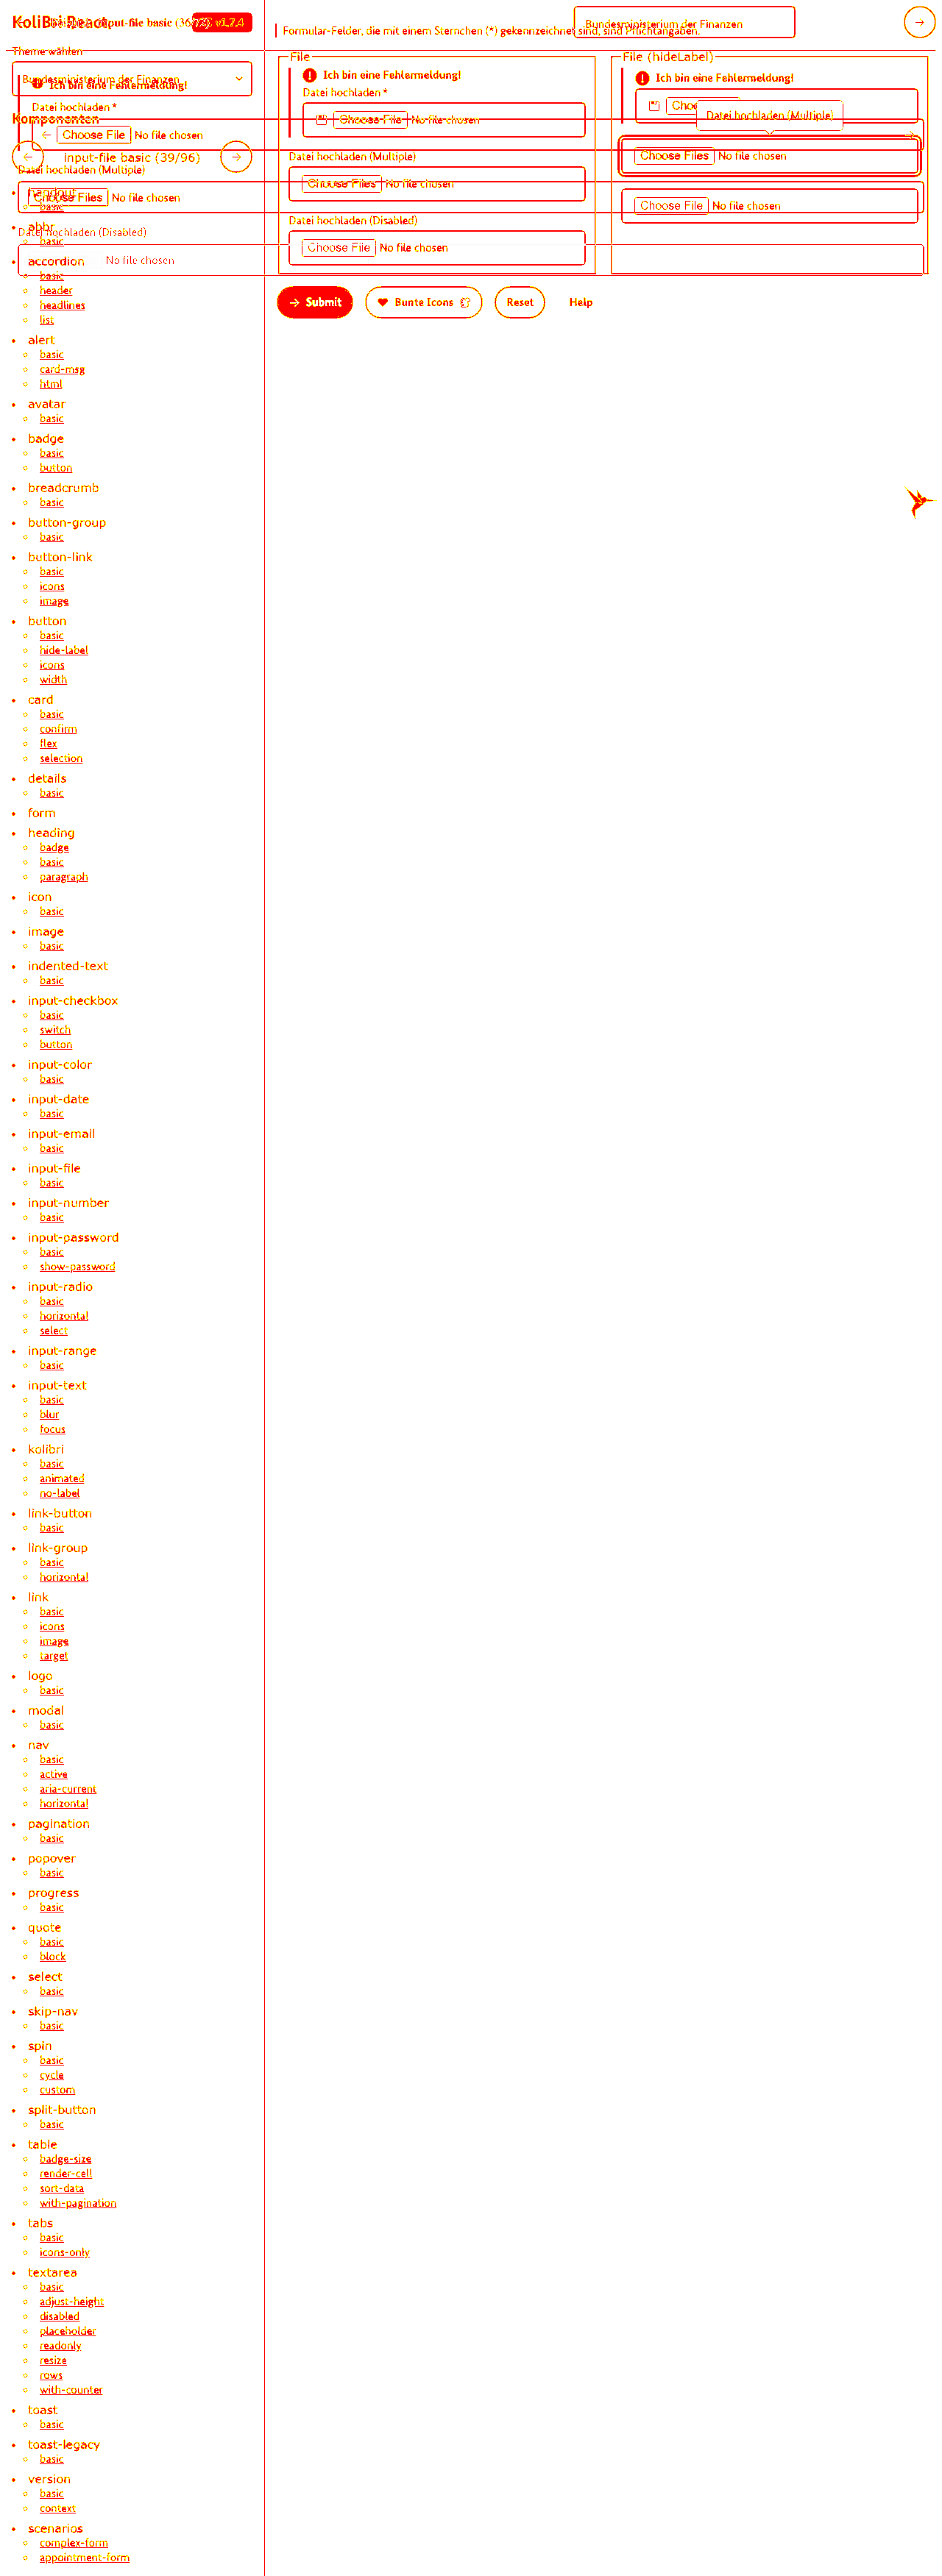 KoliBri React
v1.7.4
Theme wählen
Bundesministerium der Finanzen
Ich bin eine Fehlermeldung!
Datei hochladen *
Komponenten
Choose File No file chosen
input-file basic (39/96)
Datei hochladen (Multiple)
Choose Files No file chosen
Datei hochladen (Disabled)
No file chosen
handout
basic
abbr
basic
accordion
basic
header
headlines
list
alert
basic
card-msg
html
avatar
basic
badge
basic
button
breadcrumb
basic
button-group
basic
button-link
basic
icons
image
button
basic
hide-label
icons
width
card
basic
confirm
flex
selection
details
basic
form
heading
badge
basic
paragraph
icon
basic
image
basic
indented-text
basic
input-checkbox
basic
switch
button
input-color
basic
input-date
basic
input-email
basic
input-file
basic
input-number
basic
input-password
basic
show-password
input-radio
basic
horizontal
select
input-range
basic
input-text
basic
blur
focus
kolibri
basic
animated
no-label
link-button
basic
link-group
basic
horizontal
link
basic
icons
image
target
logo
basic
modal
basic
nav
basic
active
aria-current
horizontal
pagination
basic
popover
basic
progress
basic
quote
basic
block
select
basic
skip-nav
basic
spin
basic
cycle
custom
split-button
basic
table
badge-size
render-cell
sort-data
with-pagination
tabs
basic
icons-only
textarea
basic
adjust-height
disabled
placeholder
readonly
resize
rows
with-counter
toast
basic
toast-legacy
basic
version
basic
context
scenarios
complex-form
appointment-form
Bundesministerium der Finanzen
Formular-Felder, die mit einem Sternchen (*) gekennzeichnet sind, sind Pflichtangaben.
File
Ich bin eine Fehlermeldung!
Datei hochladen *
Choose File No file chosen
Datei hochladen (Multiple)
Choose Files No file chosen
Datei hochladen (Disabled)
Choose File No file chosen
File (hideLabel)
Ich bin eine Fehlermeldung!
Datei hochladen (Multiple)
Choose Files No file chosen
Choose File No file chosen
Submit
Bunte Icons
Reset
Help